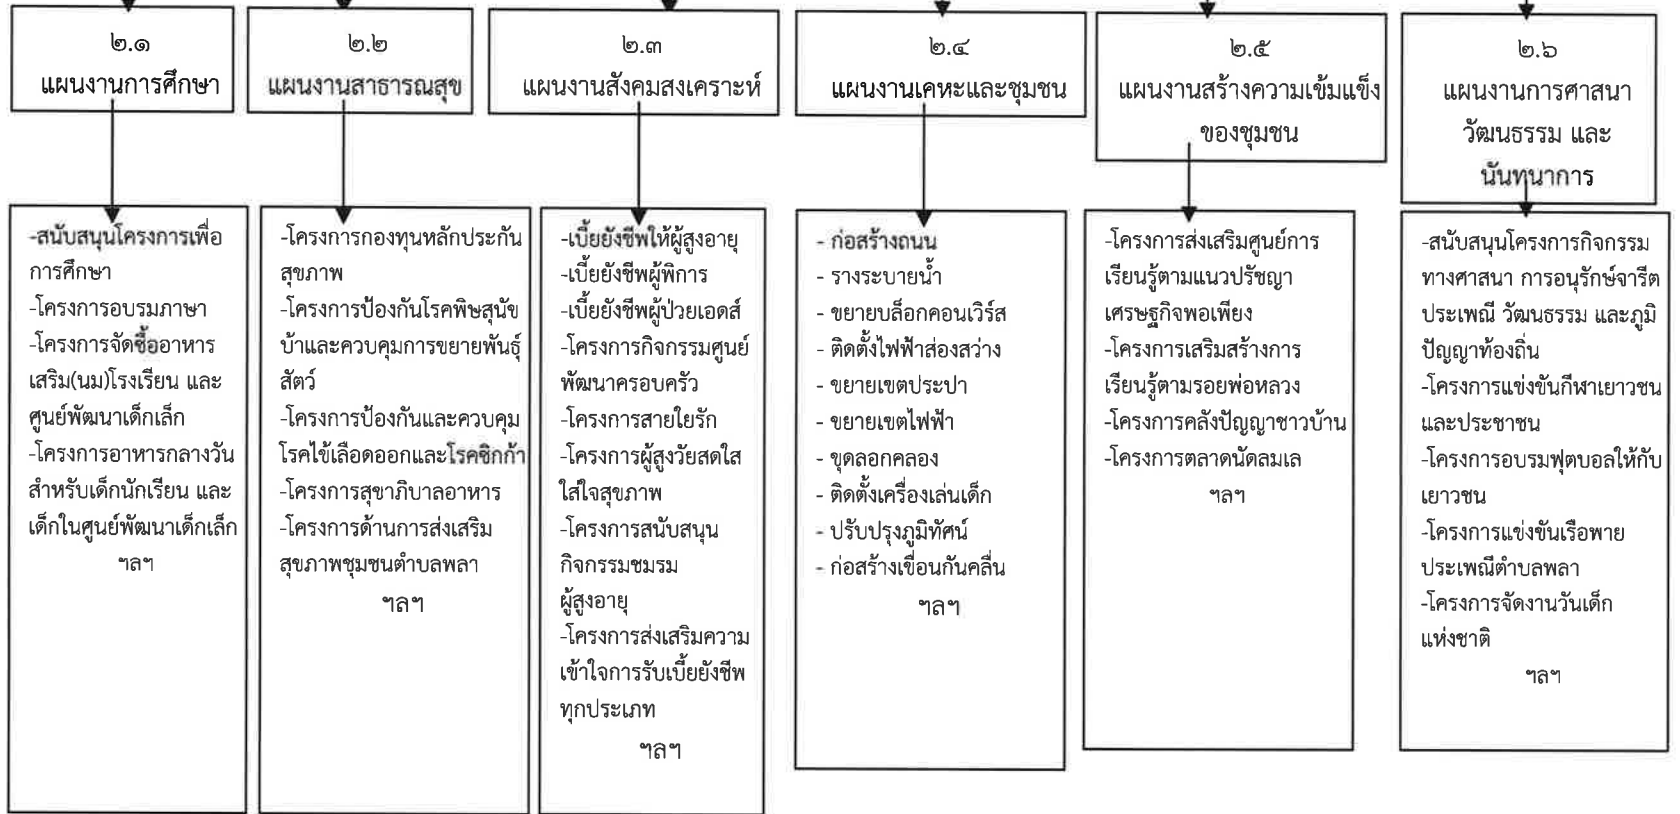 ๒.๑
แผนงานการศึกษา
๒.๒
แผนงานสาธารณสุข
๒.๓
แผนงานสังคมสงเคราะห์
๒.๔
แผนงานเคหะและชุมชน
๒.๕
แผนงานสร้างความเข้มแข็ง
ของชุมชน
๒.๖
แผนงานการศาสนา
วัฒนธรรม และ
นันทนาการ
-สนับสนุนโครงการเพื่อ
การศึกษา
-โครงการอบรมภาษา
-โครงการจัดซื้ออาหาร
เสริม(นม)โรงเรียน และ
ศูนย์พัฒนาเด็กเล็ก
-โครงการอาหารกลางวัน
สำหรับเด็กนักเรียน และ
เด็กในศูนย์พัฒนาเด็กเล็ก
ฯลฯ
-โครงการกองทุนหลักประกัน
สุขภาพ
-โครงการป้องกันโรคพิษสุนัข
บ้าและควบคุมการขยายพันธุ์
สัตว์
-โครงการป้องกันและควบคุม
โรคไข้เลือดออกและโรคซิกก้า
-โครงการสุขาภิบาลอาหาร
-โครงการด้านการส่งเสริม
สุขภาพชุมชนตำบลพลา
ฯลฯ
-เบี้ยยังชีพให้ผู้สูงอายุ
-เบี้ยยังชีพผู้พิการ
-เบี้ยยังชีพผู้ป่วยเอดส์
-โครงการกิจกรรมศูนย์
พัฒนาครอบครัว
-โครงการสายใยรัก
-โครงการผู้สูงวัยสดใส
ใส่ใจสุขภาพ
-โครงการสนับสนุน
กิจกรรมชมรม
ผู้สูงอายุ
-โครงการส่งเสริมความ
เข้าใจการรับเบี้ยยังชีพ
ทุกประเภท
ฯลฯ
- ก่อสร้างถนน
- รางระบายน้ำ
- ขยายบล็อกคอนเวิร์ส
- ติดตั้งไฟฟ้าส่องสว่าง
- ขยายเขตประปา
- ขยายเขตไฟฟ้า
- ขุดลอกคลอง
- ติดตั้งเครื่องเล่นเด็ก
- ปรับปรุงภูมิทัศน์
- ก่อสร้างเขื่อนกันคลื่น
ฯลฯ
-โครงการส่งเสริมศูนย์การ
เรียนรู้ตามแนวปรัชญา
เศรษฐกิจพอเพียง
-โครงการเสริมสร้างการ
เรียนรู้ตามรอยพ่อหลวง
-โครงการคลังปัญญาชาวบ้าน
-โครงการตลาดนัดลมเล
ฯลฯ
-สนับสนุนโครงการกิจกรรม
ทางศาสนา การอนุรักษ์จารีต
ประเพณี วัฒนธรรม และภูมิ
ปัญญาท้องถิ่น
-โครงการแข่งขันกีฬาเยาวชน
และประชาชน
-โครงการอบรมฟุตบอลให้กับ
เยาวชน
-โครงการแข่งขันเรือพาย
ประเพณีตำบลพลา
-โครงการจัดงานวันเด็ก
แห่งชาติ
ฯลฯ